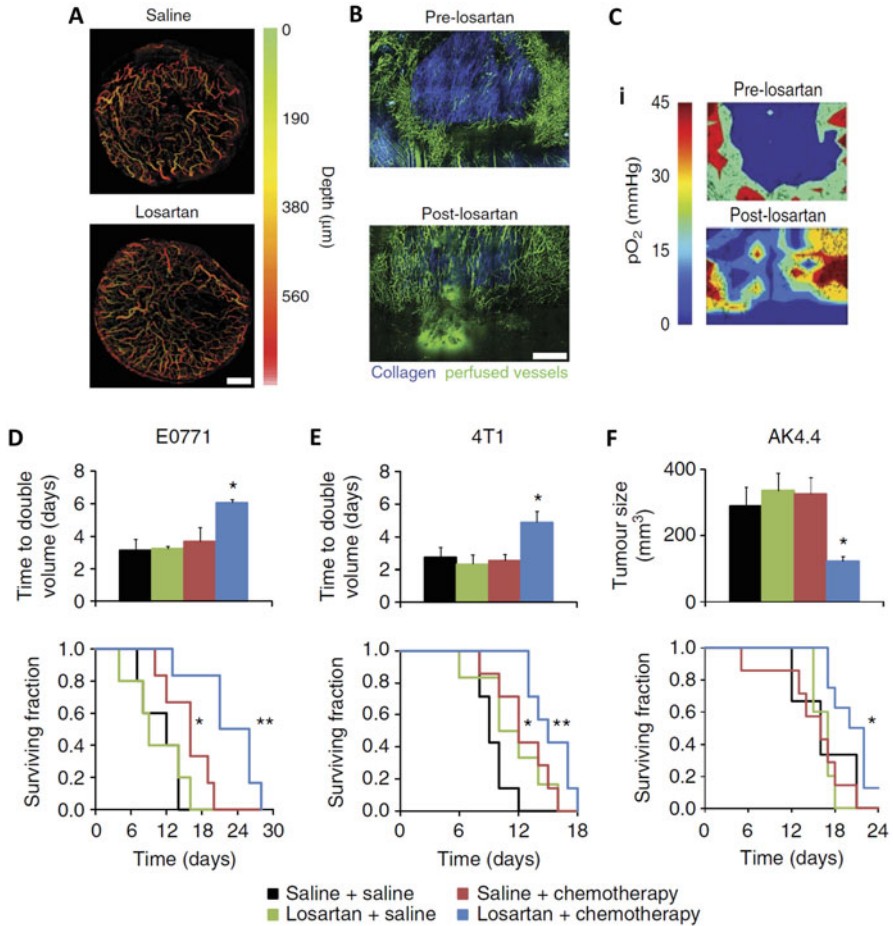 A
Saline
Losartan
0
190
380
560
Depth (μm)
B
Pre-losartan
Post-losartan
Collagen perfused vessels
C
i
Pre-losartan
Post-losartan
45
30
15
0
pO2 (mmHg)
D
E0771
Time to double
volume (days)
8
6
4
2
0
*
Surviving fraction
1.0
0.8
0.6
0.4
0.2
0.0
*
**
0 6 12 18 24 30
Time (days)
E
4T1
Time to double
volume (days)
8
6
4
2
0
*
Surviving fraction
1.0
0.8
0.6
0.4
0.2
0.0
*
**
0 6 12 18
Time (days)
F
AK4.4
Tumour size
(mm3)
400
200
0
*
Surviving fraction
1.0
0.8
0.6
0.4
0.2
0.0
*
0 6 12 18 24
Time (days)
Saline + saline
Saline + chemotherapy
Losartan + saline
Losartan + chemotherapy